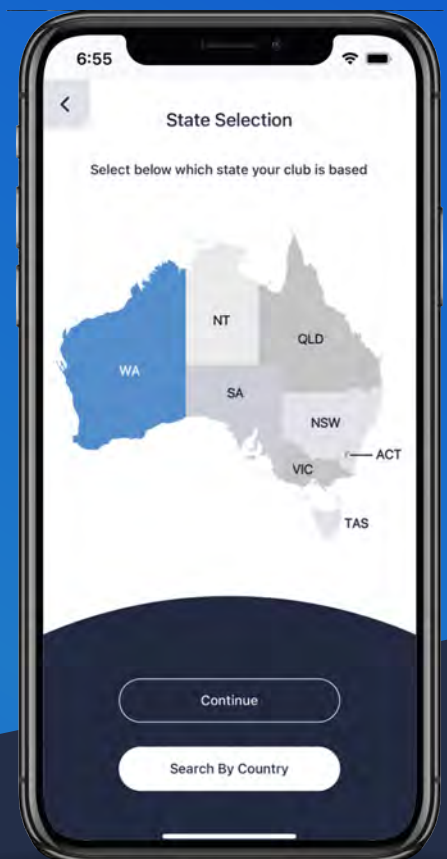 6:55
State Selection
Select below which state your club is based
NT
QLD
WA
SA
NSW
ACT
VIC
TAS
Continue
Search By Country